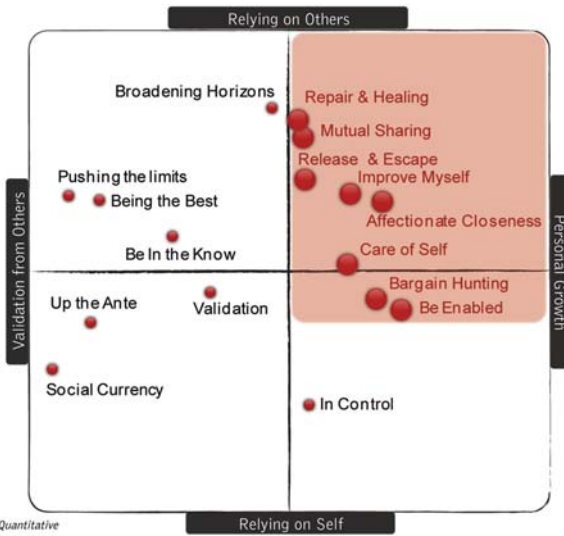 Relying on Others
Broadening Horizons
Repair & Healing
Mutual Sharing
Release & Escape
Pushing the limits
Improve Myself
Being the Best
Affectionate Closeness
Be In the Know
Care of Self
Validation from Others
Personal Growth
Bargain Hunting
Up the Ante
Validation
Be Enabled
Social Currency
In Control
Quantitative
Relying on Self